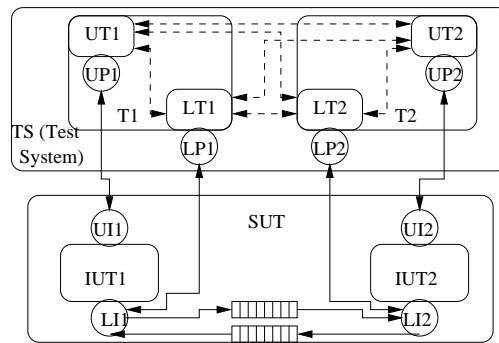 UT1
UT2
UP1
UP2
T1
LT1
LT2
T2
TS (Test
System)
LP1
LP2
SUT
UI1
UI2
IUT1
IUT2
LI1
LI2